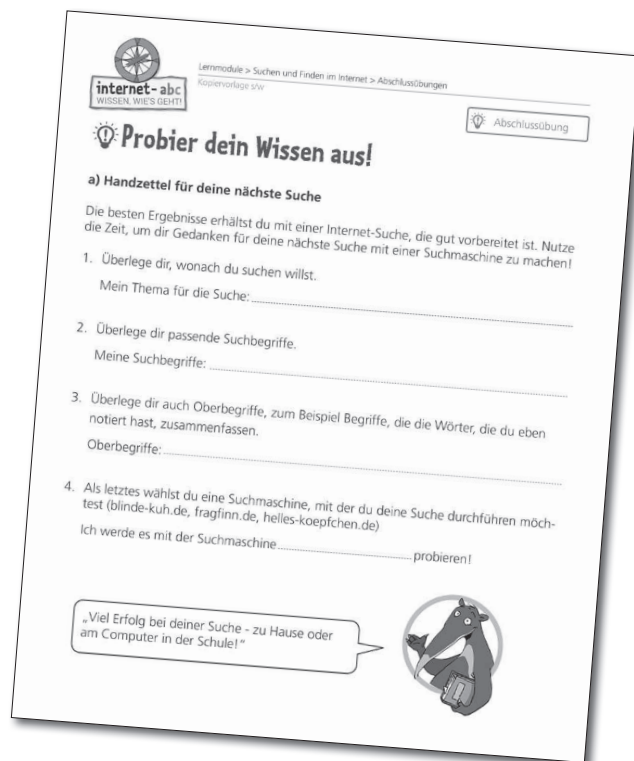 internet-abc
WISSEN, WIE'S GEHT!
Lernmodule > Suchen und Finden im Internet > Abschlussübungen
Kopiervorlage s/w
Abschlussübung
Probier dein Wissen aus!
a) Handzettel für deine nächste Suche
Die besten Ergebnisse erhältst du mit einer Internet-Suche, die gut vorbereitet ist. Nutze
die Zeit, um dir Gedanken für deine nächste Suche mit einer Suchmaschine zu machen!
1. Überlege dir, wonach du suchen willst.
Mein Thema für die Suche:
2. Überlege dir passende Suchbegriffe.
Meine Suchbegriffe:
3. Überlege dir auch Oberbegriffe, zum Beispiel Begriffe, die die Wörter, die du eben
notiert hast, zusammenfassen.
Oberbegriffe:
4. Als letztes wählst du eine Suchmaschine, mit der du deine Suche durchführen möch-
test (blinde-kuh.de, fragfinn.de, helles-koepfchen.de)
Ich werde es mit der Suchmaschine probieren!
„Viel Erfolg bei deiner Suche - zu Hause oder
am Computer in der Schule!"